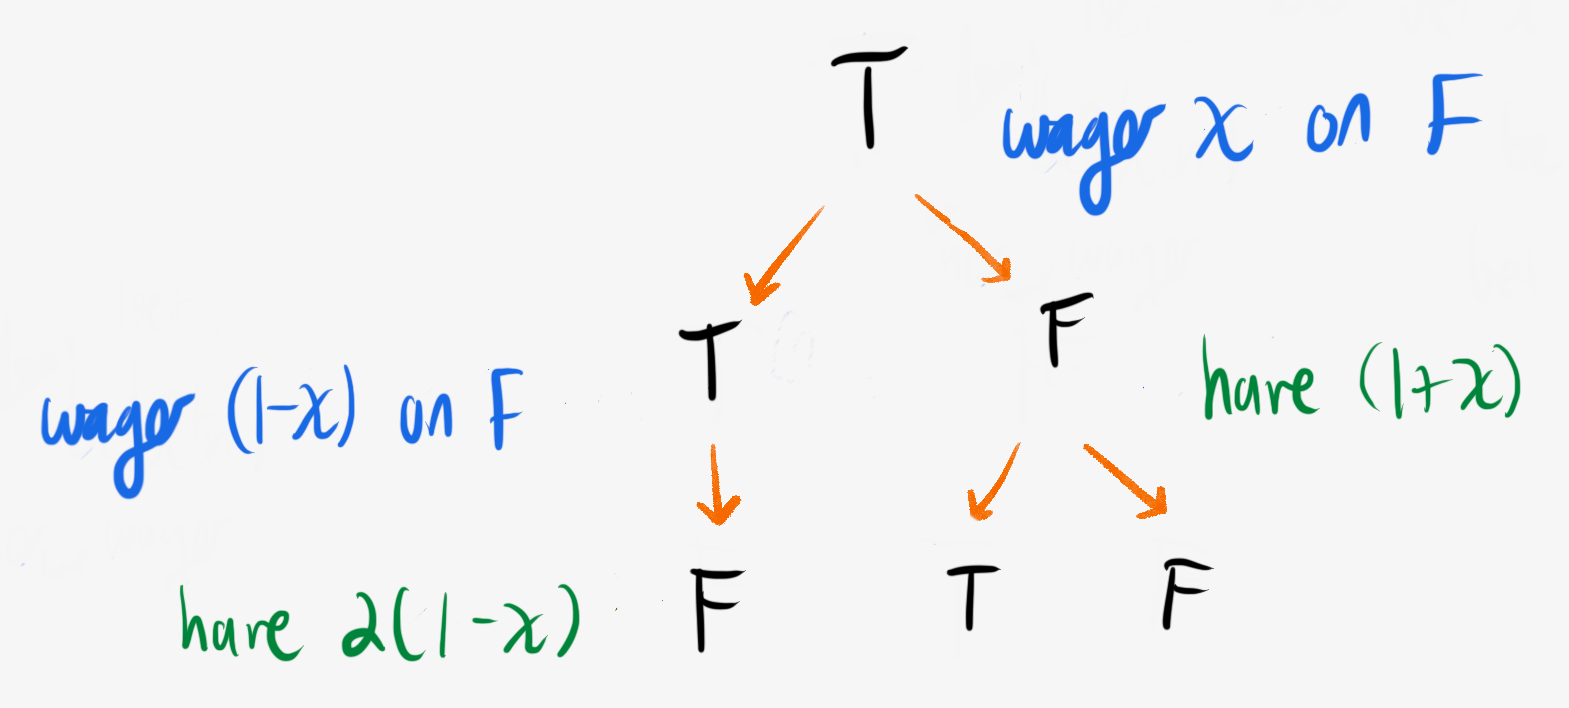 T
wager x on F
T
F
have (1+x)
wager (1-x) on F
F
T
F
have 2(1-x)